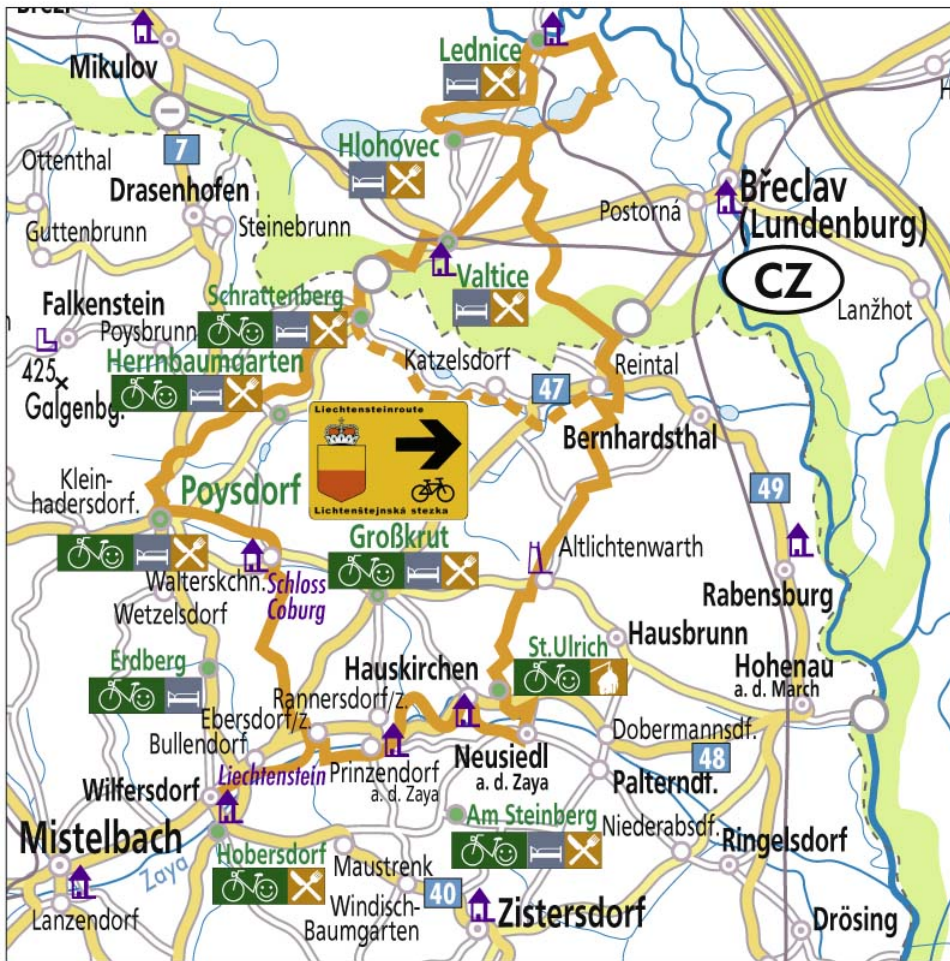 Lednice
Mikulov
Hlohovec
7
Ottenthal
Drasenhofen
Břeclav
(Lundenburg)
Postorná
Steinebrunn
Guttenbrunn
CZ
Valtice
Schrattenberg
Falkenstein
Lanžhot
Poysbrunn
Katzelsdorf
Reintal
Herrnbaumgarten
425
Galgenbg.
47
Liechtensteinroute
Lichtenštejnská stezka
Bernhardsthal
Klein-
hadersdorf.
Poysdorf
49
Großkrut
Altlichtenwarth
Walterskchn.
Schloss
Coburg
Wetzelsdorf
Rabensburg
Hausbrunn
St.Ulrich
Erdberg
Hauskirchen
Hohenau
a. d. March
Rannersdorf/z.
Ebersdorf/z.
Bullendorf
Dobermannsdf.
Neusiedl
a. d. Zaya
48
Liechtenstein
Prinzendorf
a. d. Zaya
Wilfersdorf
Palterndf.
Am Steinberg
Mistelbach
Niederabsdf.
Ringelsdorf
Hobersdorf
Maustrenk
Zaya
40
Windisch-
Baumgarten
Zistersdorf
Lanzendorf
Drösing